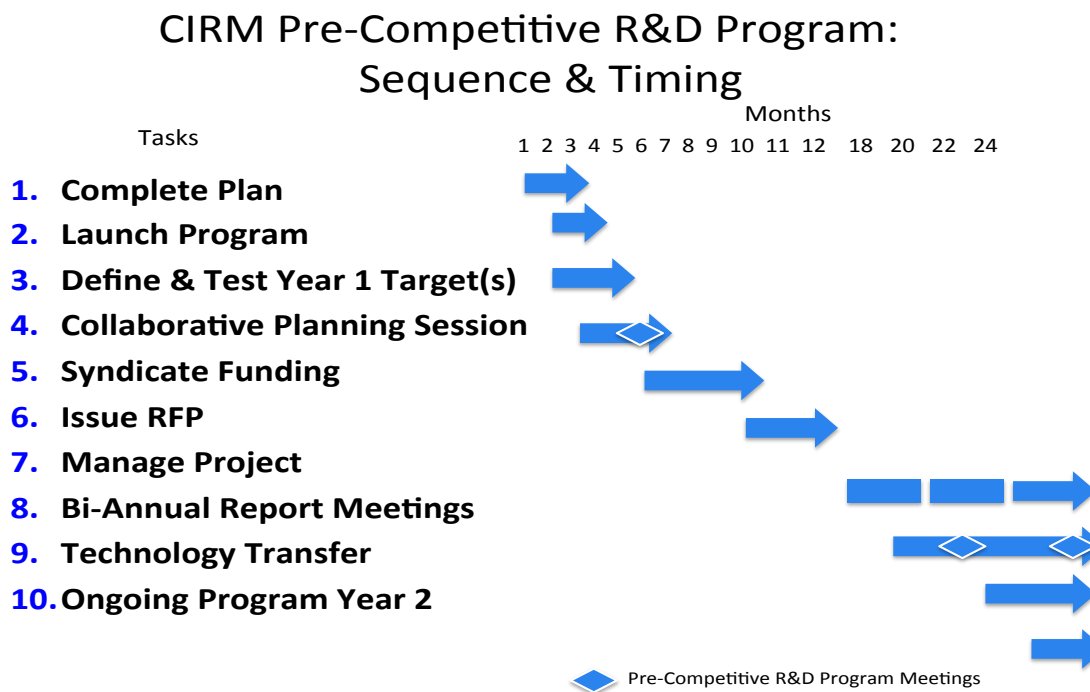 CIRM Pre-Competitive R&D Program:
Sequence & Timing
Months
Tasks
1 2 3 4 5 6 7 8 9 10 11 12 18 20 22 24
1. Complete Plan
2. Launch Program
3. Define & Test Year 1 Target(s)
4. Collaborative Planning Session
5. Syndicate Funding
6. Issue RFP
7. Manage Project
8. Bi-Annual Report Meetings
9. Technology Transfer
10. Ongoing Program Year 2
Pre-Competitive R&D Program Meetings